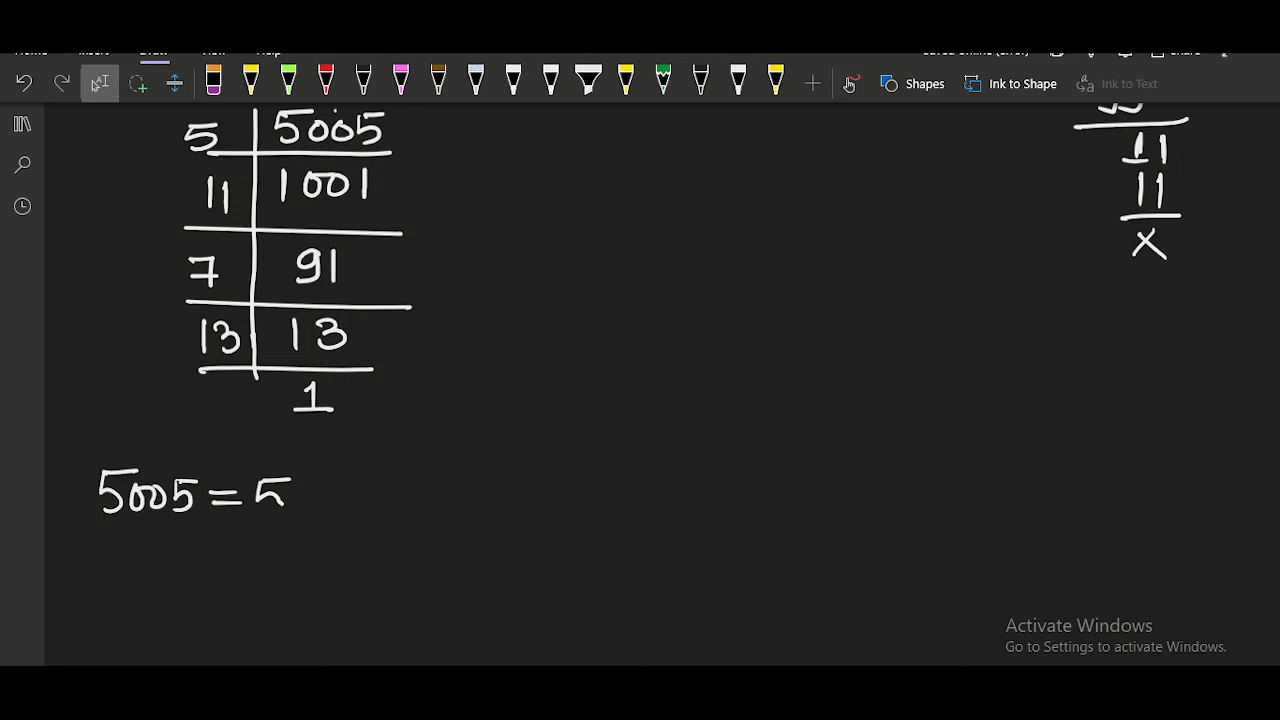 Ink to Shape
Ink to Text
Shapes
5 5005
11 1001
7 91
13 13
1
11
11
x
5005 = 5
Activate Windows
Go to Settings to activate Windows.